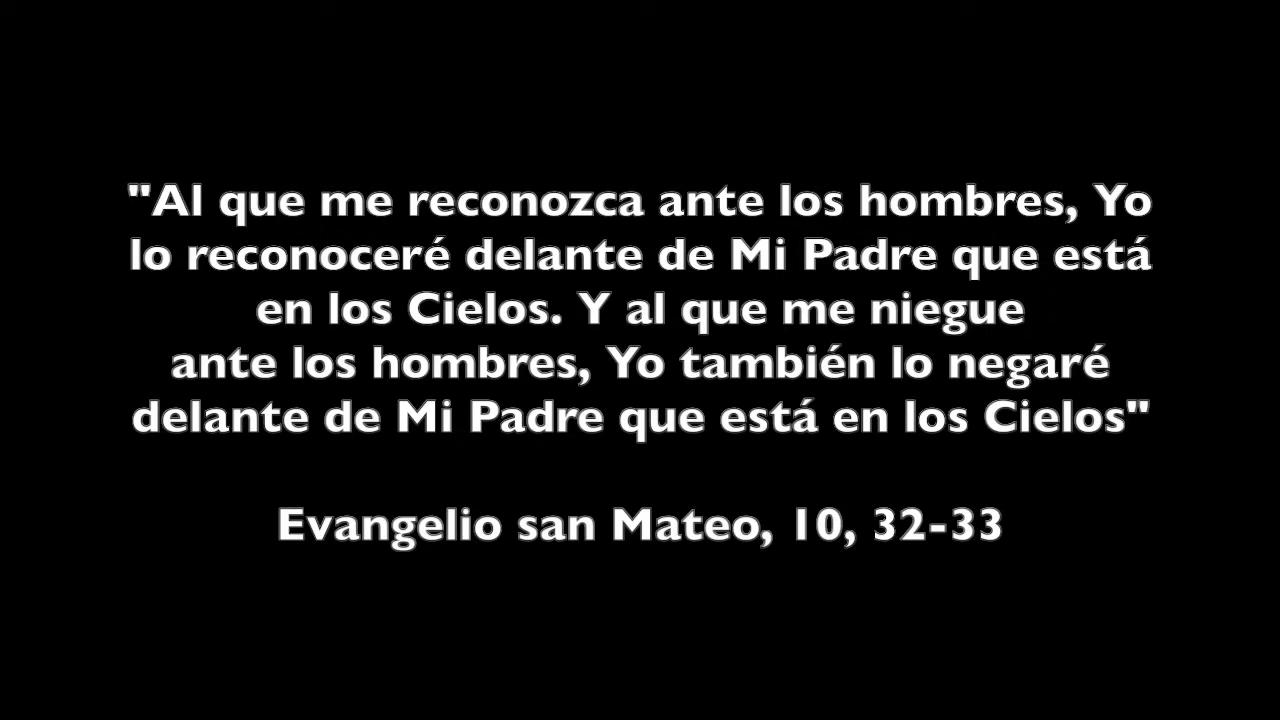 "Al que me reconozca ante los hombres, Yo
lo reconoceré delante de Mi Padre que está
en los Cielos. Y al que me niegue
ante los hombres, Yo también lo negaré
delante de Mi Padre que está en los Cielos"
Evangelio san Mateo, 10, 32-33